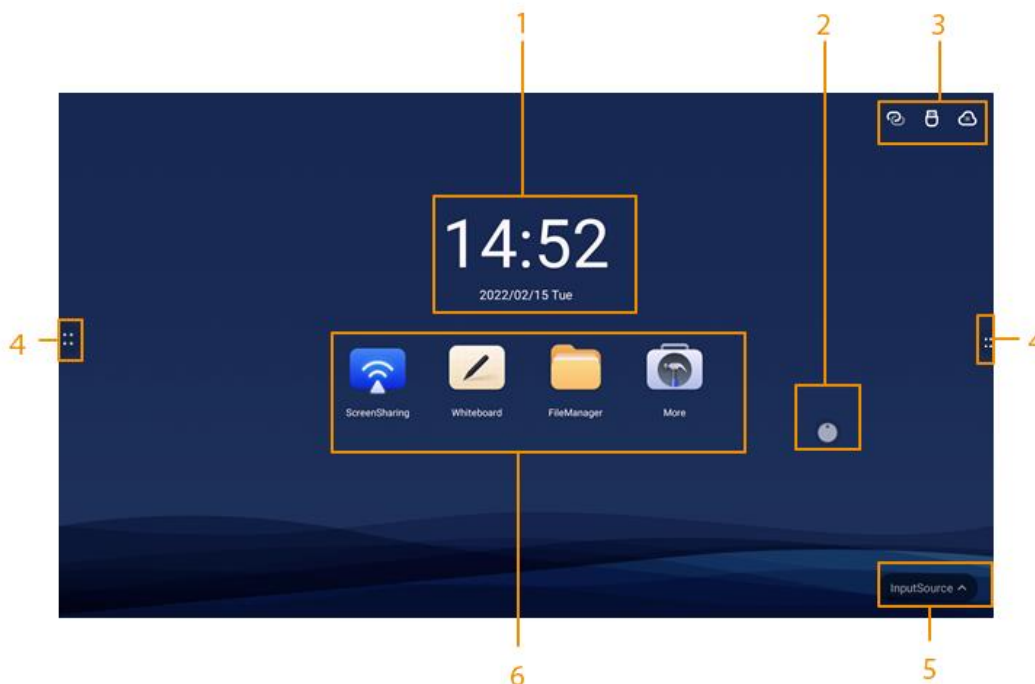 1
2
3
14:52
2022/02/15 Tue
4
4
ScreenSharing
Whiteboard
FileManager
More
InputSource
6
5